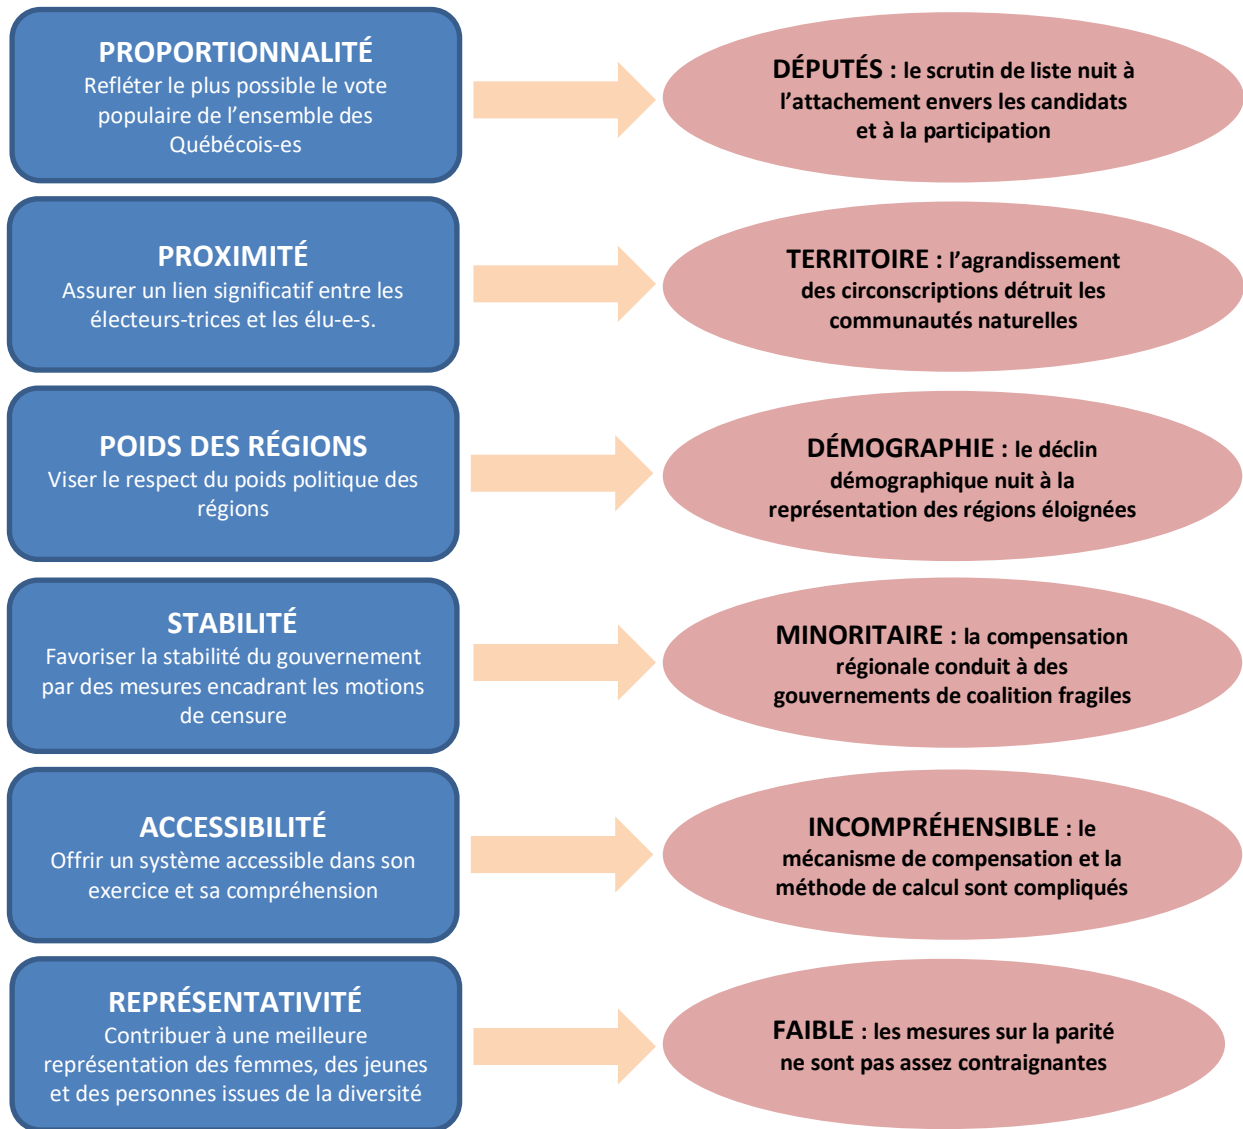 PROPORTIONNALITÉ
Refléter le plus possible le vote
populaire de l'ensemble des
Québécois-es
DÉPUTÉS : le scrutin de liste nuit à
l'attachement envers les candidats
et à la participation
PROXIMITÉ
Assurer un lien significatif entre les
électeurs-trices et les élu-e-s.
TERRITOIRE : l'agrandissement
des circonscriptions détruit les
communautés naturelles
POIDS DES RÉGIONS
Viser le respect du poids politique des
régions
DÉMOGRAPHIE : le déclin
démographique nuit à la
représentation des régions éloignées
STABILITÉ
Favoriser la stabilité du gouvernement
par des mesures encadrant les motions
de censure
MINORITAIRE : la compensation
régionale conduit à des
gouvernements de coalition fragiles
ACCESSIBILITÉ
Offrir un système accessible dans son
exercice et sa compréhension
INCOMPRÉHENSIBLE : le
mécanisme de compensation et la
méthode de calcul sont compliqués
REPRÉSENTATIVITÉ
Contribuer à une meilleure
représentation des femmes, des jeunes
et des personnes issues de la diversité
FAIBLE : les mesures sur la parité
ne sont pas assez contraignantes